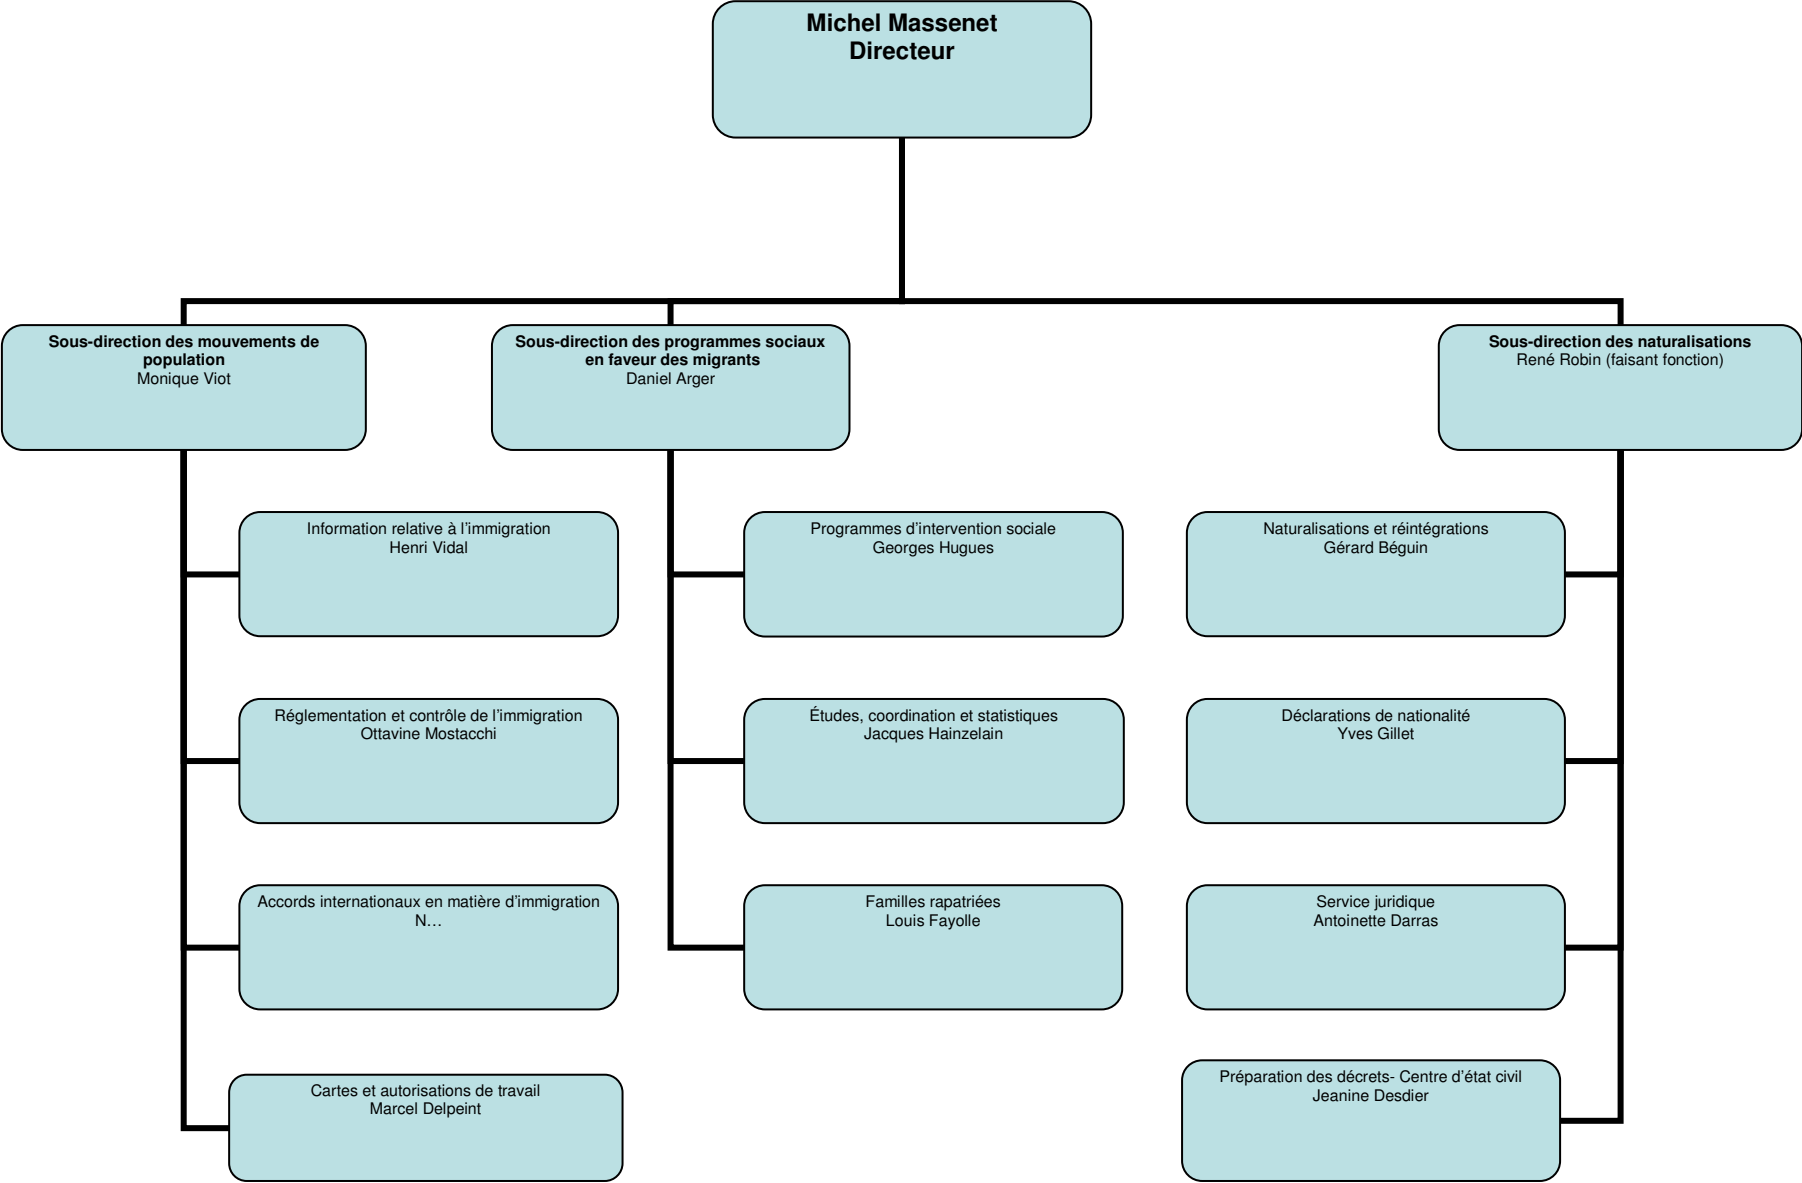 Michel Massenet
Directeur
Sous-direction des mouvements de
population
Monique Viot
Sous-direction des programmes sociaux
en faveur des migrants
Daniel Arger
Sous-direction des naturalisations
René Robin (faisant fonction)
Information relative à l’immigration
Henri Vidal
Programmes d’intervention sociale
Georges Hugues
Naturalisations et réintégrations
Gérard Béguin
Réglementation et contrôle de l’immigration
Ottavine Mostacchi
Études, coordination et statistiques
Jacques Hainzelain
Déclarations de nationalité
Yves Gillet
Accords internationaux en matière d’immigration
N…
Familles rapatriées
Louis Fayolle
Service juridique
Antoinette Darras
Cartes et autorisations de travail
Marcel Delpeint
Préparation des décrets- Centre d’état civil
Jeanine Desdier